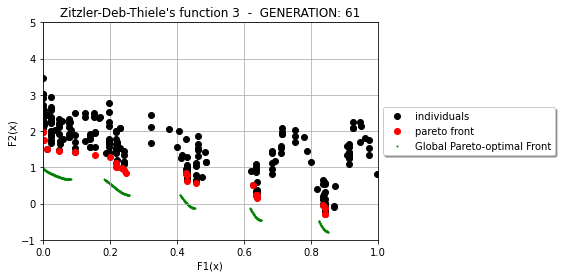 Zitzler-Deb-Thiele's function 3 - GENERATION: 61
5
4
3
2
1
0
-1
F2(x)
0.0 0.2 0.4 0.6 0.8 1.0
F1(x)
individuals
pareto front
Global Pareto-optimal Front